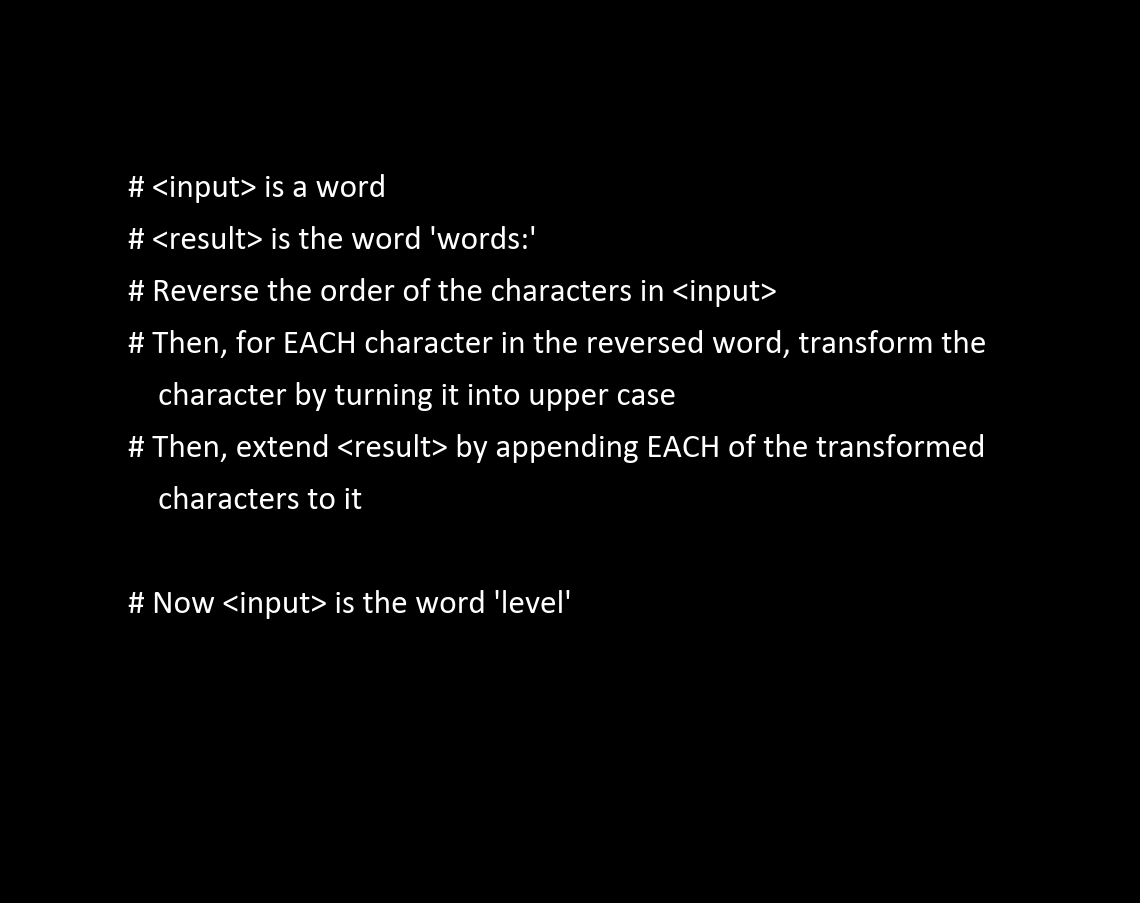 # <input> is a word
# <result> is the word 'words:'
# Reverse the order of the characters in <input>
# Then, for EACH character in the reversed word, transform the
character by turning it into upper case
# Then, extend <result> by appending EACH of the transformed
characters to it
# Now <input> is the word 'level'